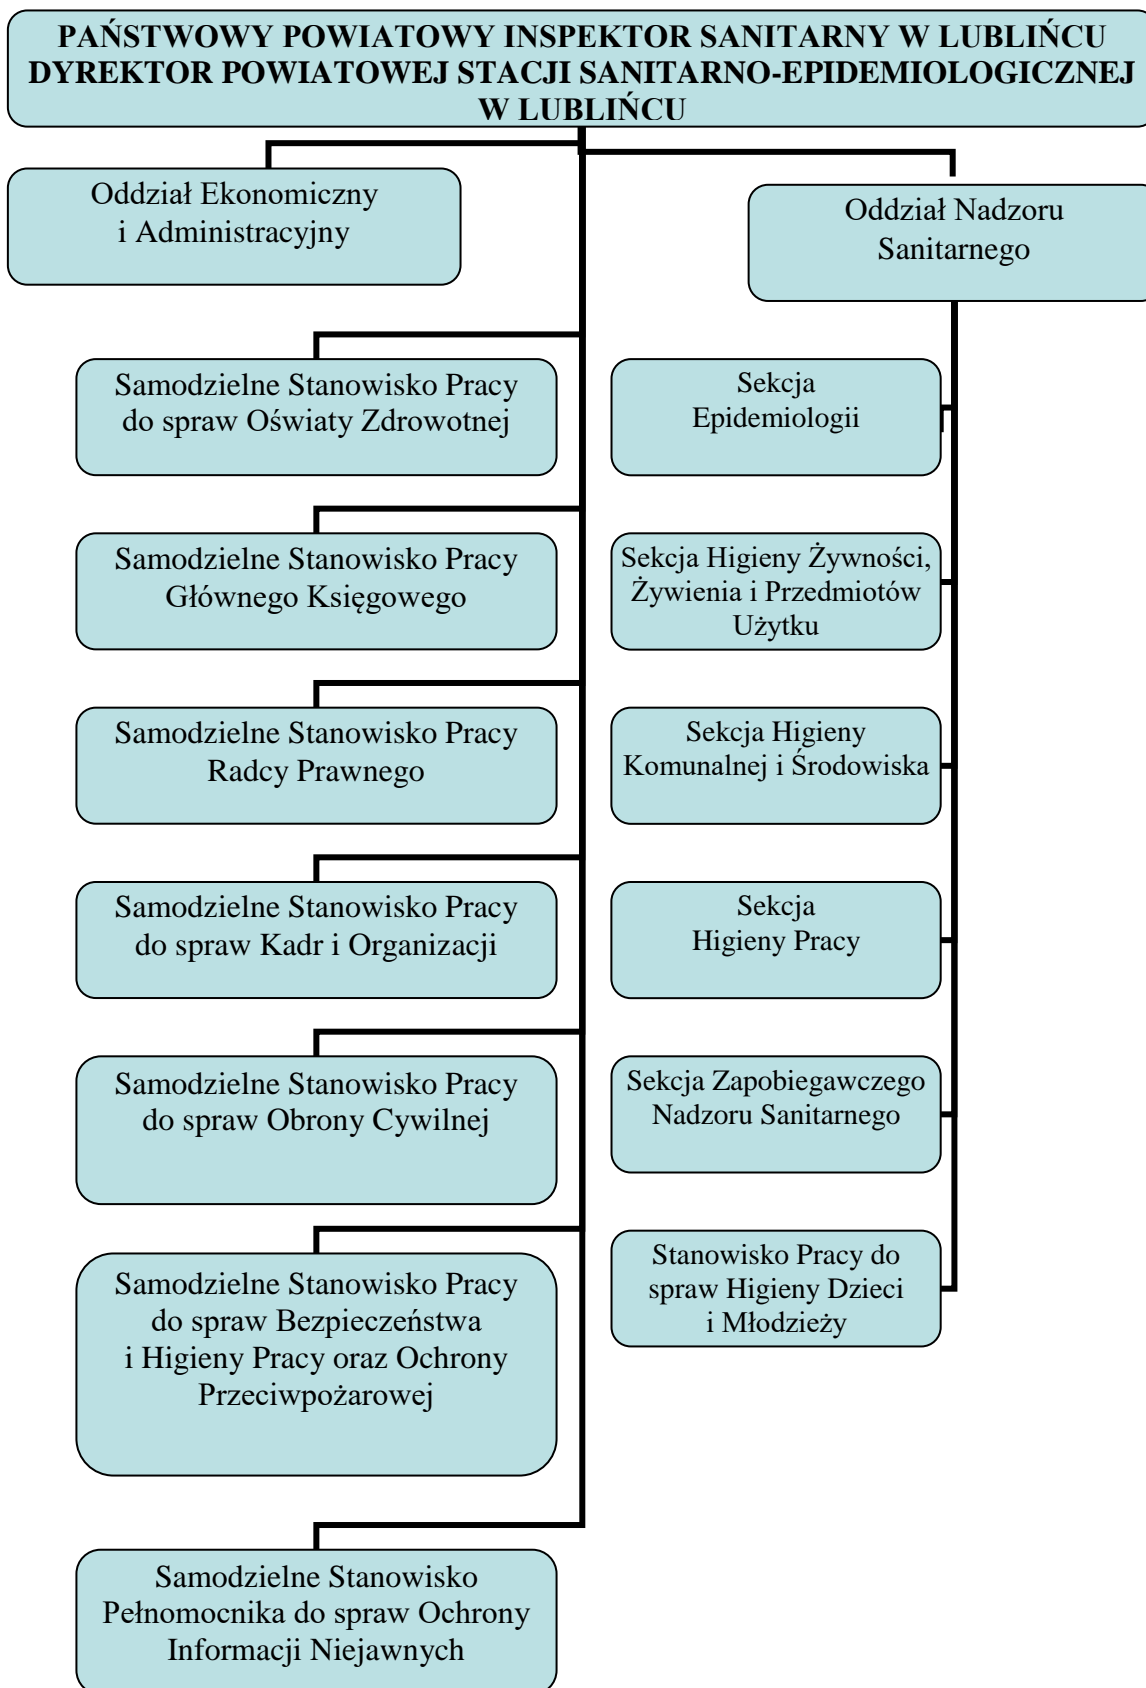 PAŃSTWOWY POWIATOWY INSPEKTOR SANITARNY W LUBLIŃCU
DYREKTOR POWIATOWEJ STACJI SANITARNO-EPIDEMIOLOGICZNEJ
W LUBLIŃCU
Oddział Ekonomiczny
i Administracyjny
Oddział Nadzoru
Sanitarnego
Samodzielne Stanowisko Pracy
do spraw Oświaty Zdrowotnej
Sekcja
Epidemiologii
Samodzielne Stanowisko Pracy
Głównego Księgowego
Sekcja Higieny Żywności,
Żywienia i Przedmiotów
Użytku
Samodzielne Stanowisko Pracy
Radcy Prawnego
Sekcja Higieny
Komunalnej i Środowiska
Samodzielne Stanowisko Pracy
do spraw Kadr i Organizacji
Sekcja
Higieny Pracy
Samodzielne Stanowisko Pracy
do spraw Obrony Cywilnej
Sekcja Zapobiegawczego
Nadzoru Sanitarnego
Samodzielne Stanowisko Pracy
do spraw Bezpieczeństwa
i Higieny Pracy oraz Ochrony
Przeciwpożarowej
Stanowisko Pracy do
spraw Higieny Dzieci
i Młodzieży
Samodzielne Stanowisko
Pełnomocnika do spraw Ochrony
Informacji Niejawnych